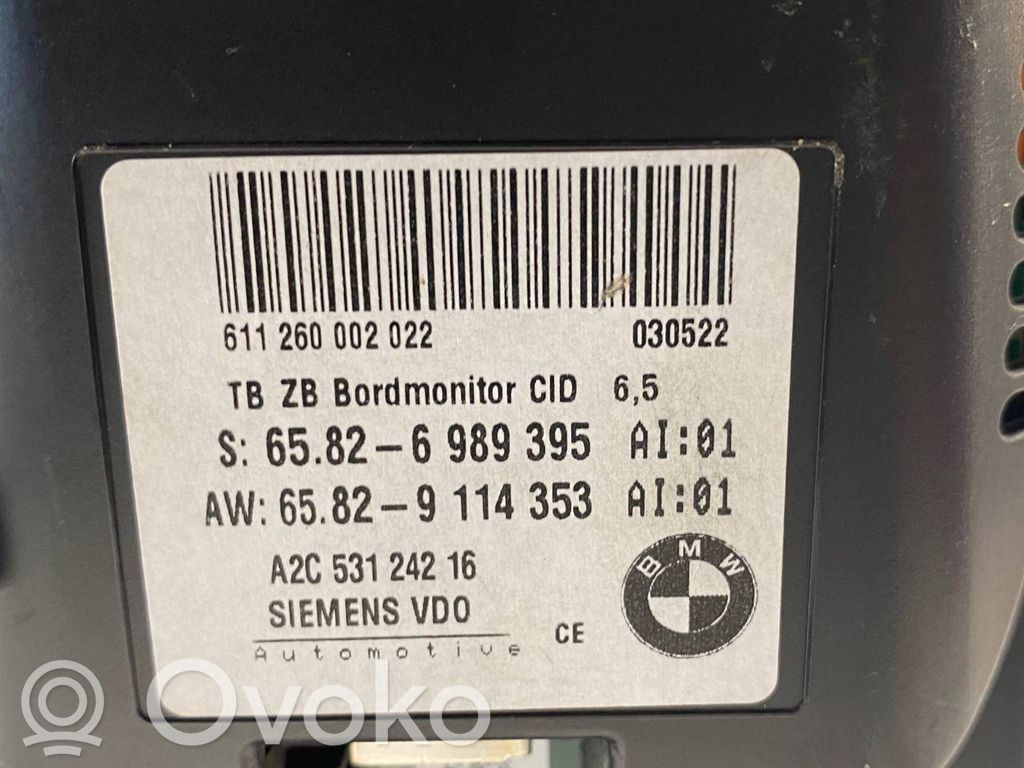 611 260 002 022 030522
TB ZB Bordmonitor CID 6,5
S: 65.82-6 989 395 AI:01
AW: 65.82-9 114 353 AI:01
A2C 531 242 16
SIEMENS VDO
Automotive
CE
BMW
Ovoko